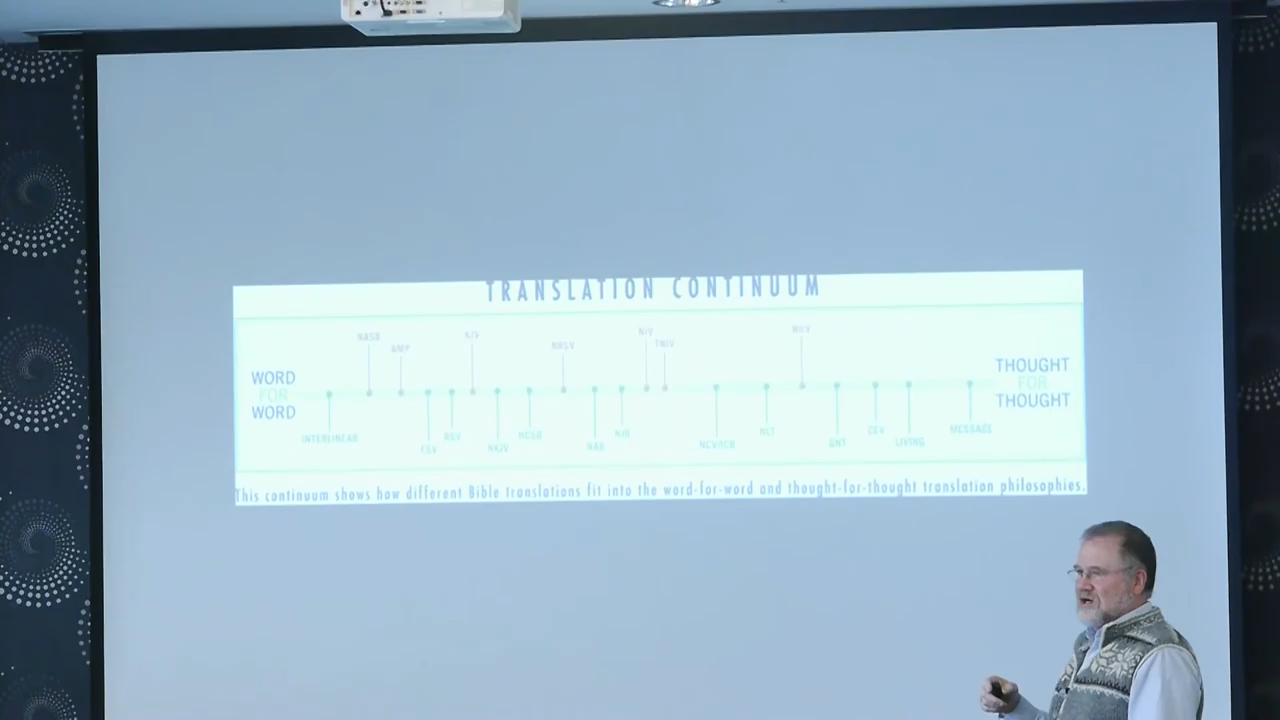 TRANSLATION CONTINUUM
NASB
AMP
KJV
NRSV
NIV
TNIV
NIRV
WORD
FOR
WORD
THOUGHT
FOR
THOUGHT
INTERLINEAR
ESV
RSV
NKJV
HCSB
NAB
NJB
NCV/ICB
NLT
GNT
CEV
LIVING
MESSAGE
This continuum shows how different Bible translations fit into the word-for-word and thought-for-thought translation philosophies.